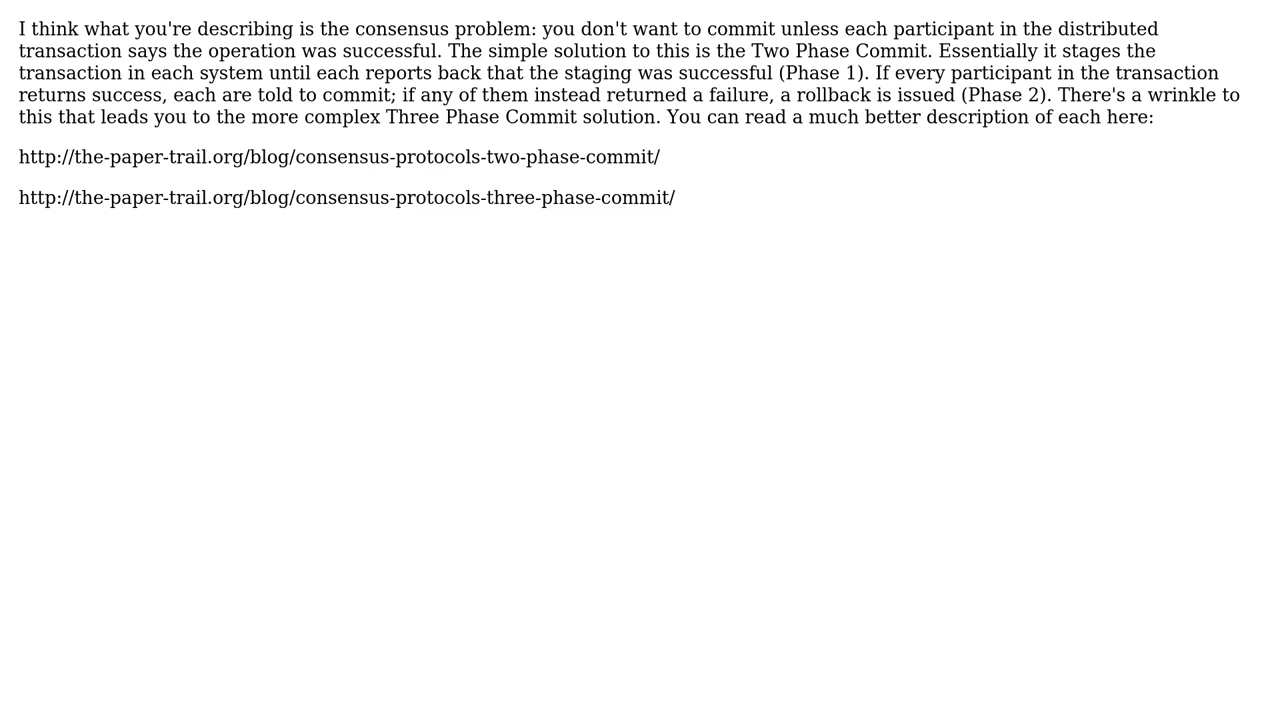 I think what you're describing is the consensus problem: you don't want to commit unless each participant in the distributed
transaction says the operation was successful. The simple solution to this is the Two Phase Commit. Essentially it stages the
transaction in each system until each reports back that the staging was successful (Phase 1). If every participant in the transaction
returns success, each are told to commit; if any of them instead returned a failure, a rollback is issued (Phase 2). There's a wrinkle to
this that leads you to the more complex Three Phase Commit solution. You can read a much better description of each here:
http://the-paper-trail.org/blog/consensus-protocols-two-phase-commit/
http://the-paper-trail.org/blog/consensus-protocols-three-phase-commit/